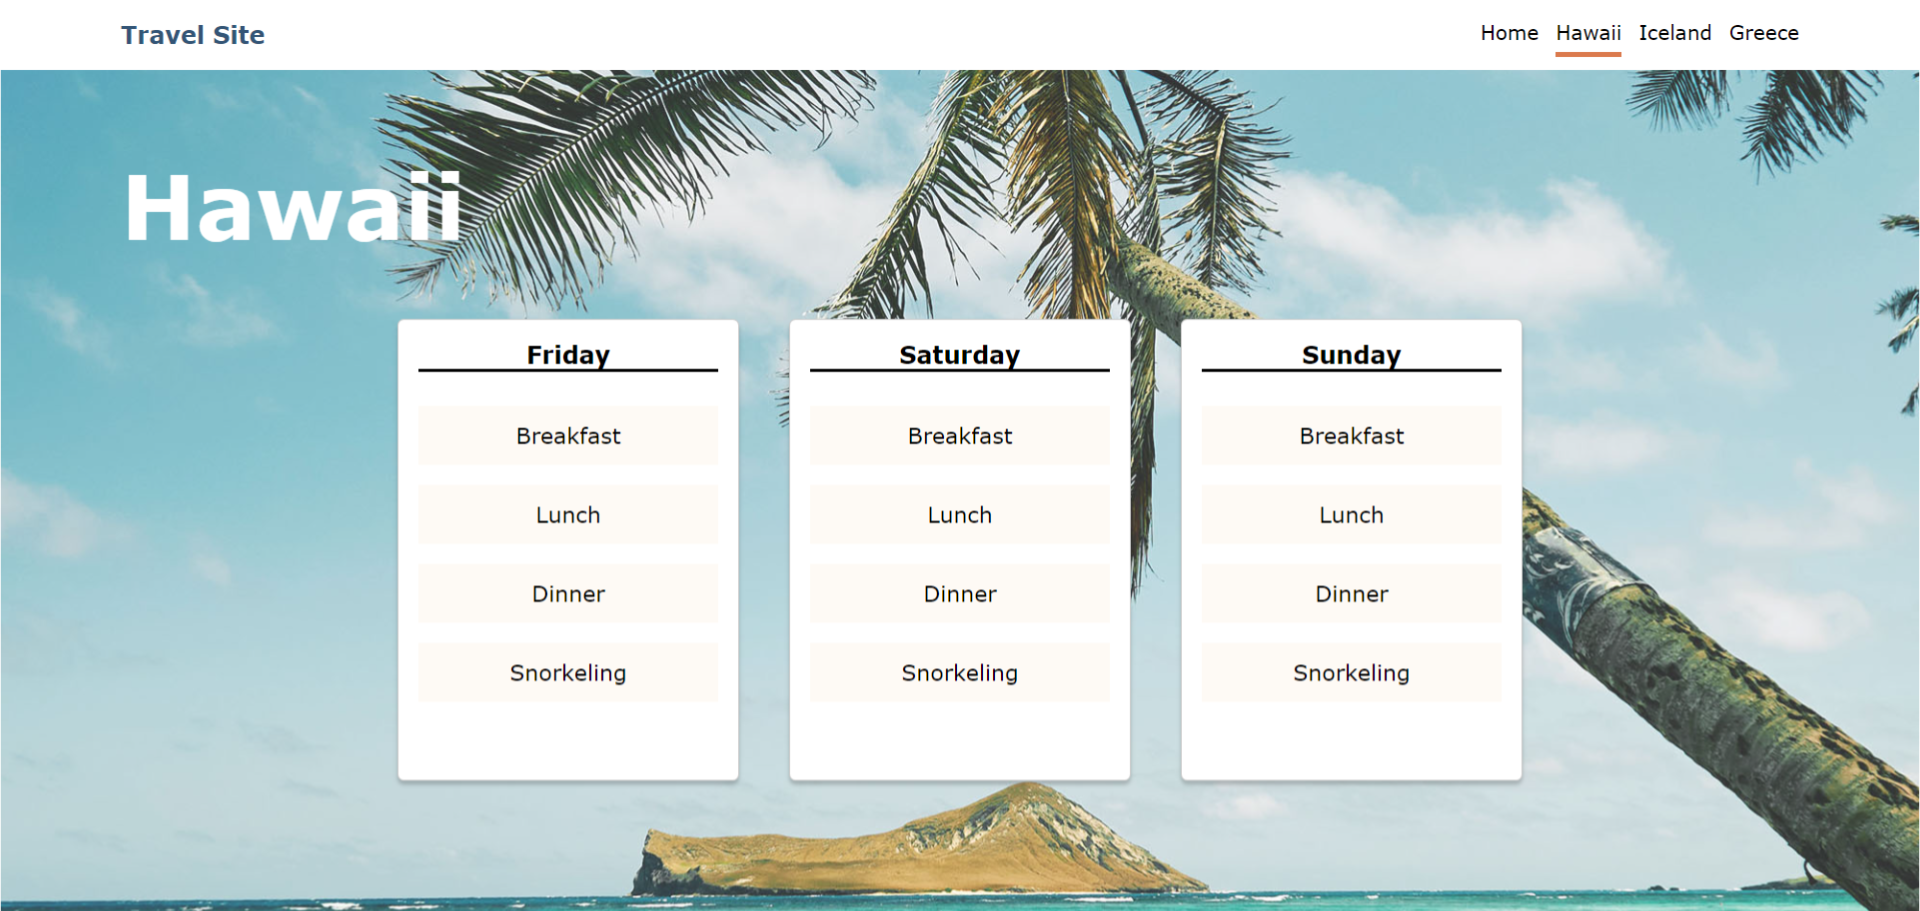 Travel Site
Home Hawaii Iceland Greece
Hawaii
Friday
Breakfast
Lunch
Dinner
Snorkeling
Saturday
Breakfast
Lunch
Dinner
Snorkeling
Sunday
Breakfast
Lunch
Dinner
Snorkeling